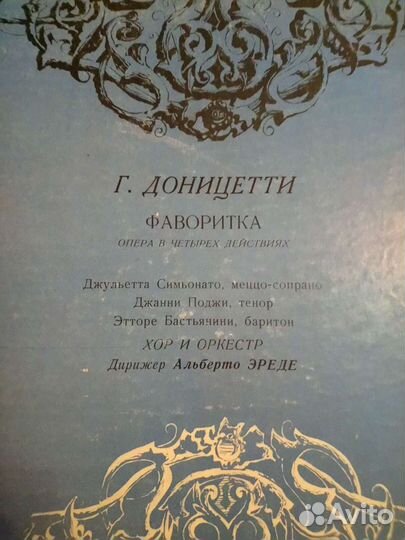 Г. ДОНИЦЕТТИ
ФАВОРИТКА
ОПЕРА В ЧЕТЫРЕХ ДЕЙСТВИЯХ
Джульетта Симьонато, меццо-сопрано
Джанни Поджи, тенор
Этторе Бастьянини, баритон
ХОР И ОРКЕСТР
Дирижер Альберто ЭРЕДЕ
Avito